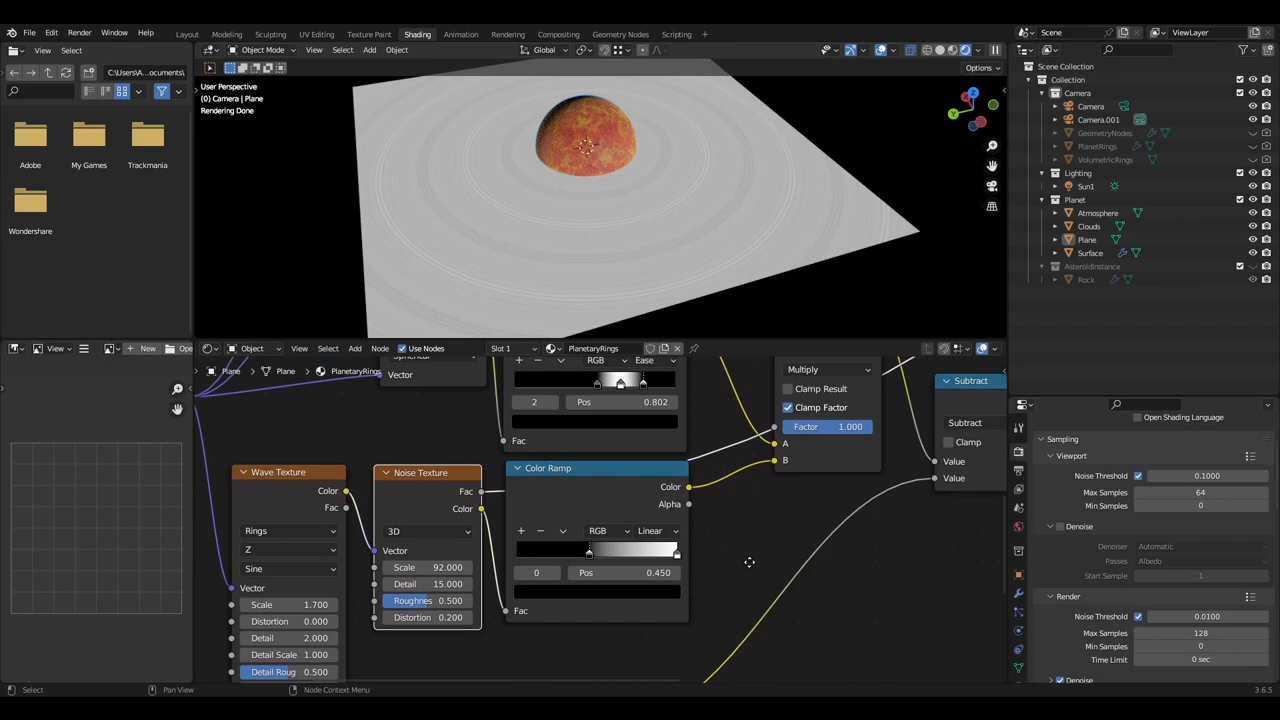 File Edit Render Window Help Layout Modeling Sculpting UV Editing Texture Paint Shading Animation Rendering Compositing Geometry Nodes Scripting Scene ViewLayer
View Select Object Mode View Select Add Object Global
C:\Users\A...ocuments\ Options
User Perspective
(0) Camera | Plane
Rendering Done
Adobe My Games Trackmania
Wondershare
Z
Y
Scene Collection
Collection
Camera
Camera
Camera.001
GeometryNodes
PlanetRings
VolumetricRings
Lighting
Sun1
Planet
Atmosphere
Clouds
Plane
Surface
AsteroidInstance
Rock
View New Ope Object View Select Add Node Use Nodes Slot 1 PlanetaryRings
Plane Plane PlanetaryRings
Vector
RGB Ease
2 Pos 0.802
Fac
Multiply
Clamp Result
Clamp Factor
Factor 1.000
A
B
Subtract
Subtract
Clamp
Value
Value
Wave Texture
Color
Fac
Rings
Z
Sine
Vector
Scale 1.700
Distortion 0.000
Detail 2.000
Detail Scale 1.000
Detail Roug 0.500
Noise Texture
Fac
Color
3D
Vector
Scale 92.000
Detail 15.000
Roughnes 0.500
Distortion 0.200
Color Ramp
Color
Alpha
RGB Linear
0 Pos 0.450
Fac
Open Shading Language
Sampling
Viewport
Noise Threshold 0.1000
Max Samples 64
Min Samples 0
Denoise
Denoiser Automatic
Passes Albedo
Start Sample 1
Render
Noise Threshold 0.0100
Max Samples 128
Min Samples 0
Time Limit 0 sec
Denoise
Select Pan View Node Context Menu 3.6.5